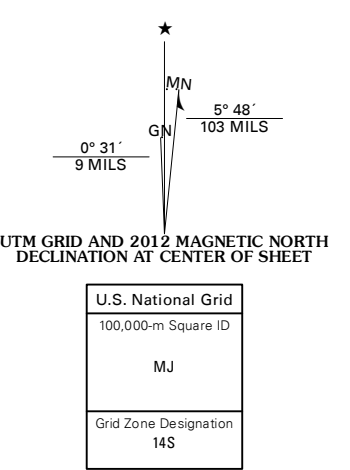 ★
MN
GN
5° 48´
103 MILS
0° 31´
9 MILS
UTM GRID AND 2012 MAGNETIC NORTH
DECLINATION AT CENTER OF SHEET
U.S. National Grid
100,000-m Square ID
MJ
Grid Zone Designation
14S